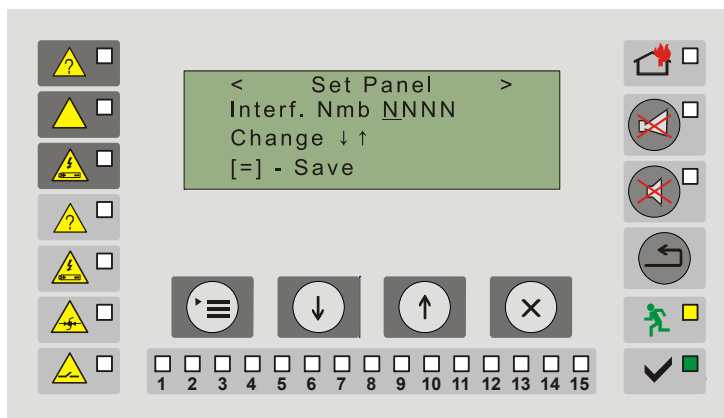 < Set Panel >
Interf. Nmb NNNN
Change ↓ ↑
[=] - Save
1 2 3 4 5 6 7 8 9 10 11 12 13 14 15